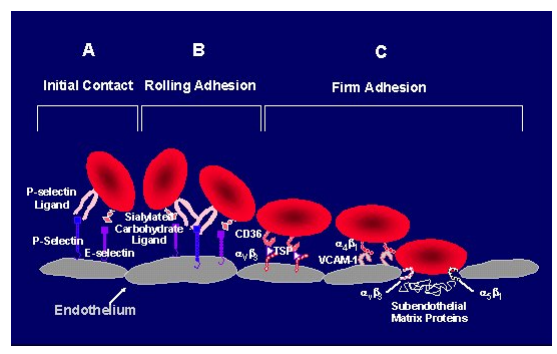 A
B
C
Initial Contact
Rolling Adhesion
Firm Adhesion
P-selectin
Ligand
Sialylated
Carbohydrate
Ligand
P-Selectin
E-selectin
CD36
αvβ3
TSP
α4β1
VCAM-1
αvβ3
α5β1
Subendothelial
Matrix Proteins
Endothelium